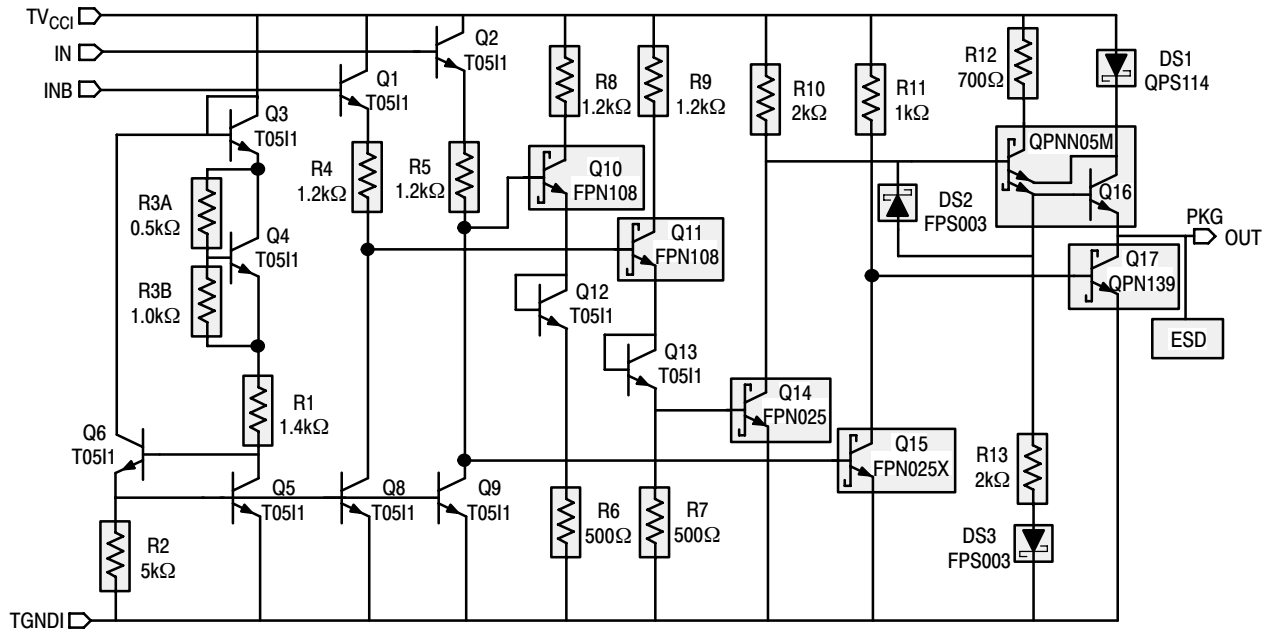 TVCCI
IN
INB
Q2
T05I1
Q1
T05I1
Q3
T05I1
R8
1.2kΩ
R9
1.2kΩ
R10
2kΩ
R11
1kΩ
R12
700Ω
DS1
QPS114
QPNN05M
Q16
R4
1.2kΩ
R5
1.2kΩ
Q10
FPN108
R3A
0.5kΩ
DS2
FPS003
PKG
OUT
Q4
T05I1
Q11
FPN108
Q17
QPN139
R3B
1.0kΩ
Q12
T05I1
ESD
Q13
T05I1
R1
1.4kΩ
Q14
FPN025
Q6
T05I1
Q15
FPN025X
R13
2kΩ
Q5
T05I1
Q8
T05I1
Q9
T05I1
R6
500Ω
R7
500Ω
R2
5kΩ
DS3
FPS003
TGNDI